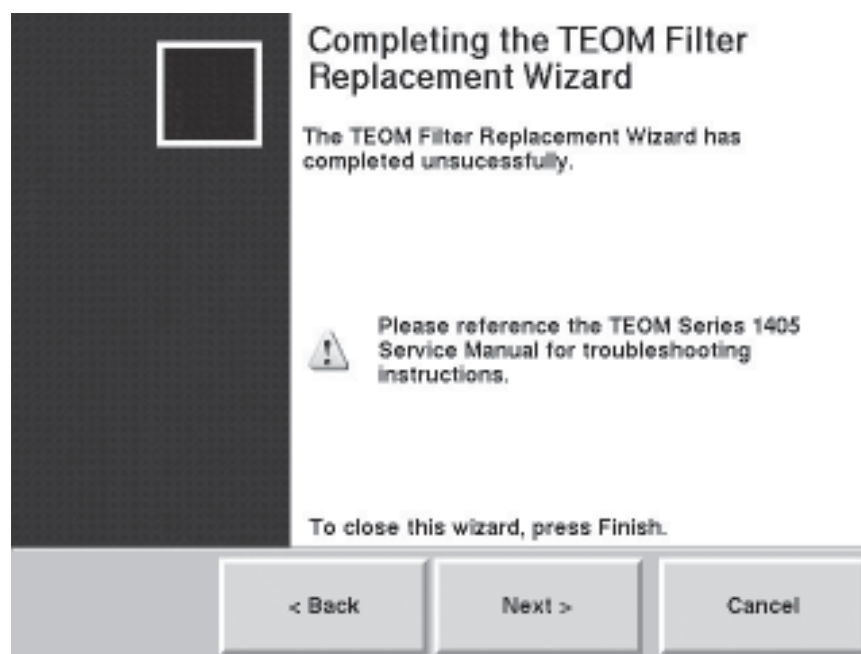 Completing the TEOM Filter
Replacement Wizard
The TEOM Filter Replacement Wizard has
completed unsucessfully.
Please reference the TEOM Series 1405
Service Manual for troubleshooting
instructions.
To close this wizard, press Finish.
< Back
Next >
Cancel